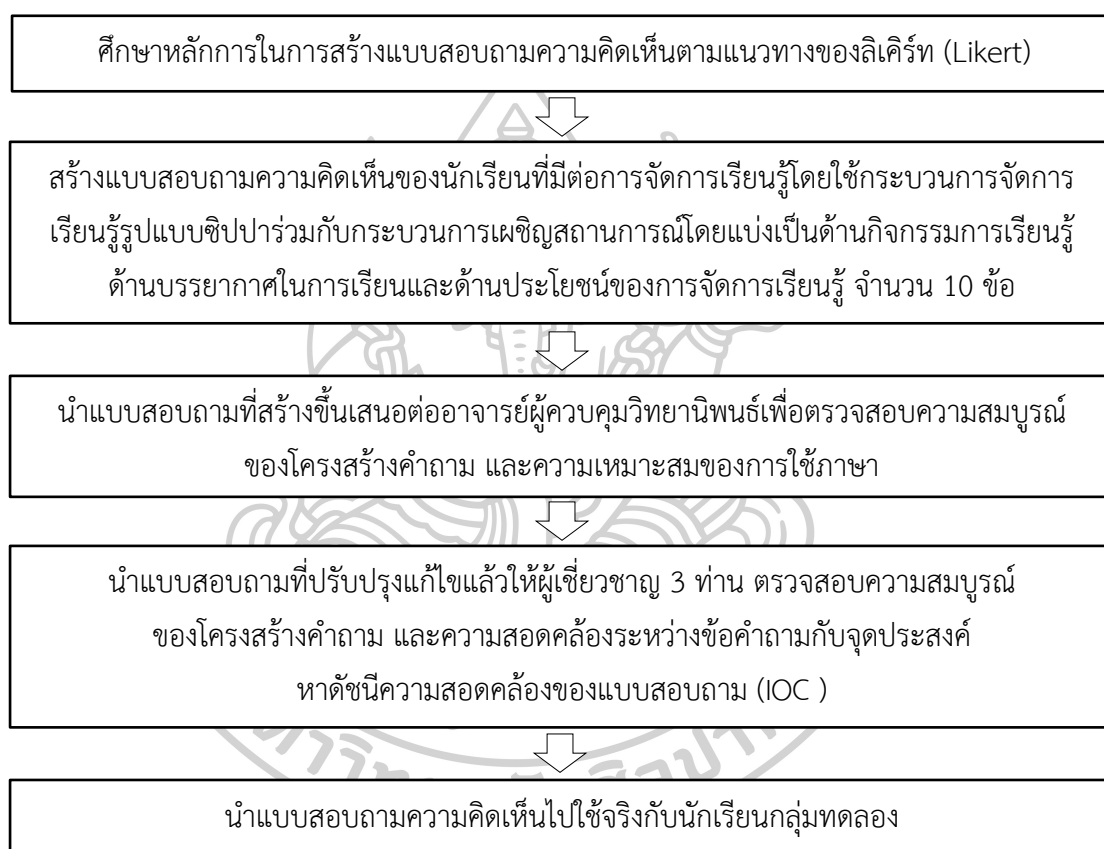 ศึกษาหลักการในการสร้างแบบสอบถามความคิดเห็นตามแนวทางของลิเคิร์ท (Likert)
สร้างแบบสอบถามความคิดเห็นของนักเรียนที่มีต่อการจัดการเรียนรู้โดยใช้กระบวนการจัดการ
เรียนรู้รูปแบบซิปปาร่วมกับกระบวนการเผชิญสถานการณ์โดยแบ่งเป็นด้านกิจกรรมการเรียนรู้
ด้านบรรยากาศในการเรียนและด้านประโยชน์ของการจัดการเรียนรู้ จำนวน 10 ข้อ
นำแบบสอบถามที่สร้างขึ้นเสนอต่ออาจารย์ผู้ควบคุมวิทยานิพนธ์เพื่อตรวจสอบความสมบูรณ์
ของโครงสร้างคำถาม และความเหมาะสมของการใช้ภาษา
นำแบบสอบถามที่ปรับปรุงแก้ไขแล้วให้ผู้เชี่ยวชาญ 3 ท่าน ตรวจสอบความสมบูรณ์
ของโครงสร้างคำถาม และความสอดคล้องระหว่างข้อคำถามกับจุดประสงค์
หาดัชนีความสอดคล้องของแบบสอบถาม (IOC )
นำแบบสอบถามความคิดเห็นไปใช้จริงกับนักเรียนกลุ่มทดลอง